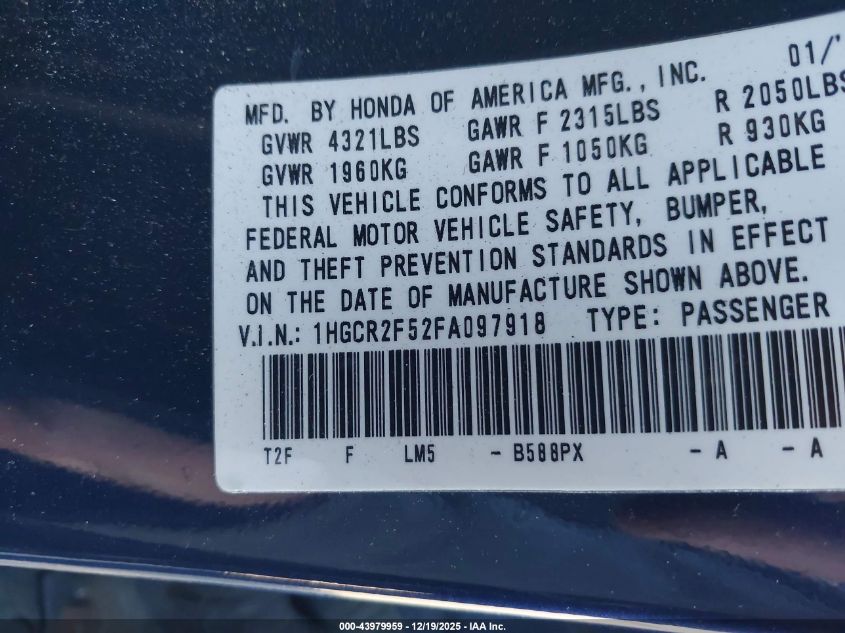 01/'
MFD. BY HONDA OF AMERICA MFG., INC.
GVWR 4321LBS GAWR F 2315LBS R 2050LBS
GVWR 1960KG GAWR F 1050KG R 930KG
THIS VEHICLE CONFORMS TO ALL APPLICABLE
FEDERAL MOTOR VEHICLE SAFETY, BUMPER,
AND THEFT PREVENTION STANDARDS IN EFFECT
ON THE DATE OF MANUFACTURE SHOWN ABOVE.
V.I.N.: 1HGCR2F52FA097918 TYPE: PASSENGER
T2F F LM5 - B588PX - A - A
000-43979959 - 12/19/2025 - IAA Inc.